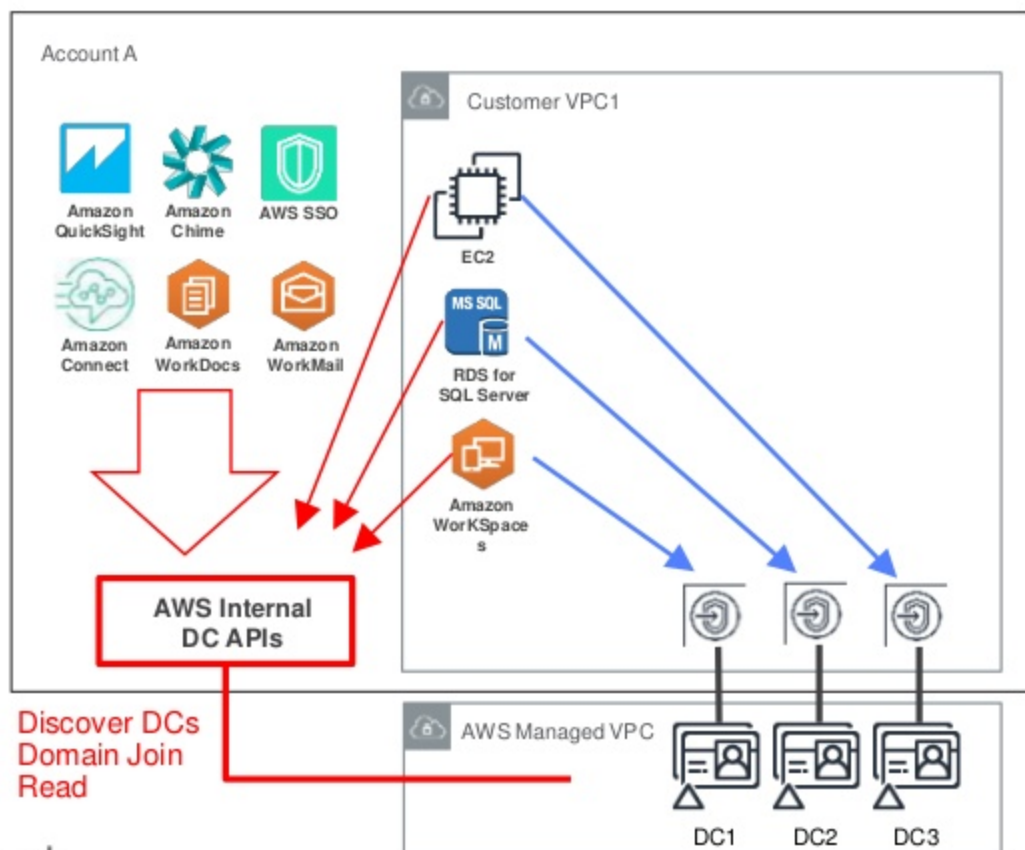 Account A
Customer VPC1
Amazon
QuickSight
Amazon
Chime
AWS SSO
Amazon
Connect
Amazon
WorkDocs
Amazon
WorkMail
EC2
MS SQL
M
RDS for
SQL Server
Amazon
WorKSpace
s
AWS Internal
DC APIs
Discover DCs
Domain Join
Read
AWS Managed VPC
DC1
DC2
DC3